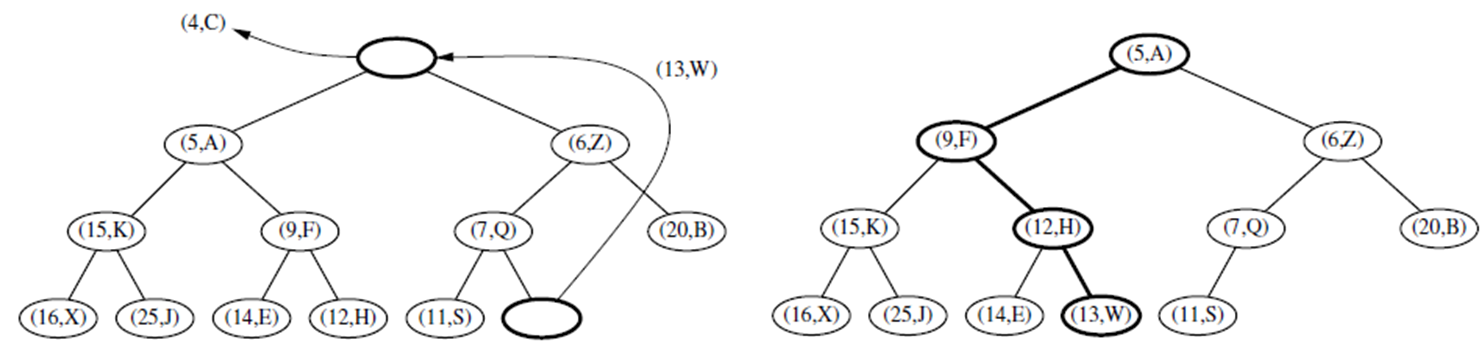 (4,C)
(13,W)
(5,A)
(6,Z)
(15,K)
(9,F)
(7,Q)
(20,B)
(16,X)
(25,J)
(14,E)
(12,H)
(11,S)
(5,A)
(9,F)
(6,Z)
(15,K)
(12,H)
(7,Q)
(20,B)
(16,X)
(25,J)
(14,E)
(13,W)
(11,S)